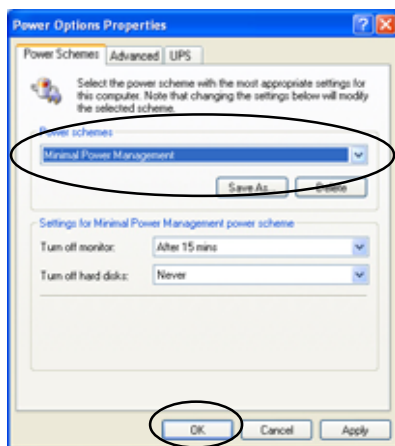 Power Options Properties
Power Schemes Advanced UPS
Select the power scheme with the most appropriate settings for
this computer. Note that changing the settings below will modify
the selected scheme.
Power schemes
Minimal Power Management
Save As... Delete
Settings for Minimal Power Management power scheme
Turn off monitor: After 15 mins
Turn off hard disks: Never
OK Cancel Apply